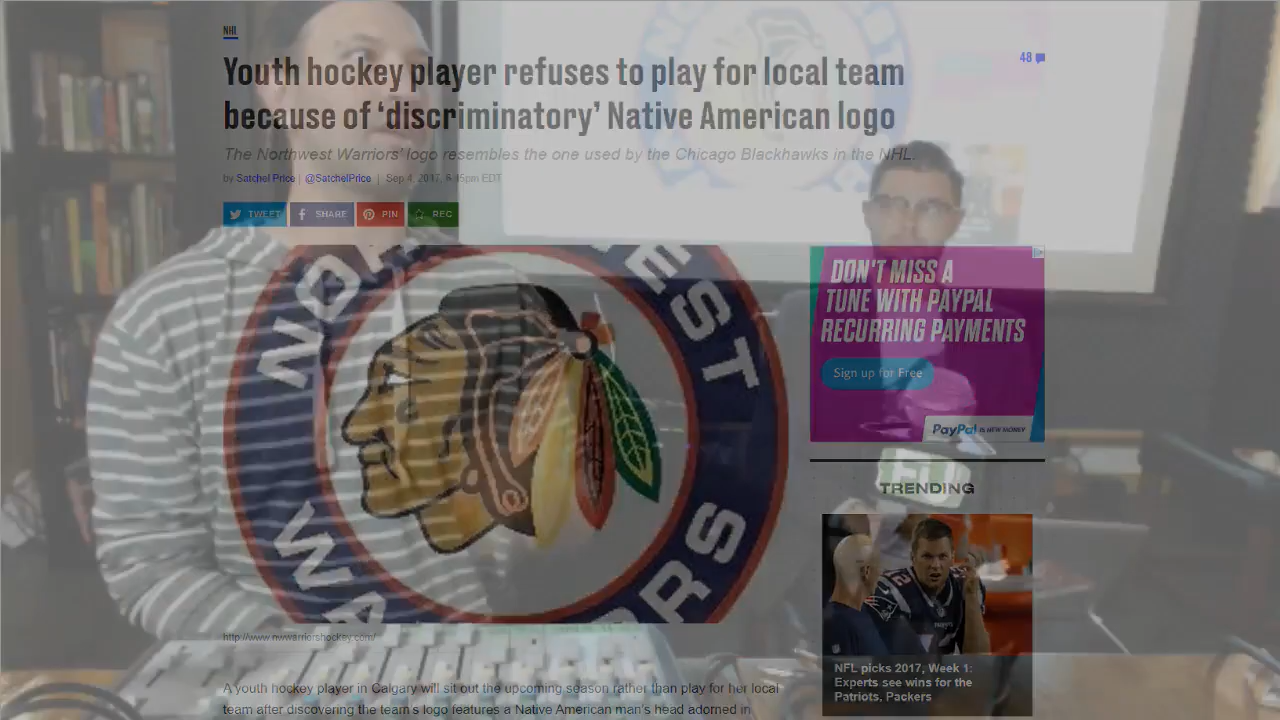 NHL
48
Youth hockey player refuses to play for local team
because of ‘discriminatory’ Native American logo
The Northwest Warriors’ logo resembles the one used by the Chicago Blackhawks in the NHL.
by Satchel Price | @SatchelPrice | Sep 4, 2017, 6:15pm EDT
TWEET SHARE PIN REC
DON'T MISS A
TUNE WITH PAYPAL
RECURRING PAYMENTS
Sign up for Free
PayPal IS NEW MONEY
TRENDING
NFL picks 2017, Week 1:
Experts see wins for the
Patriots, Packers
http://www.nwwarriorshockey.com/
A youth hockey player in Calgary will sit out the upcoming season rather than play for her local
team after discovering the team's logo features a Native American man's head adorned in